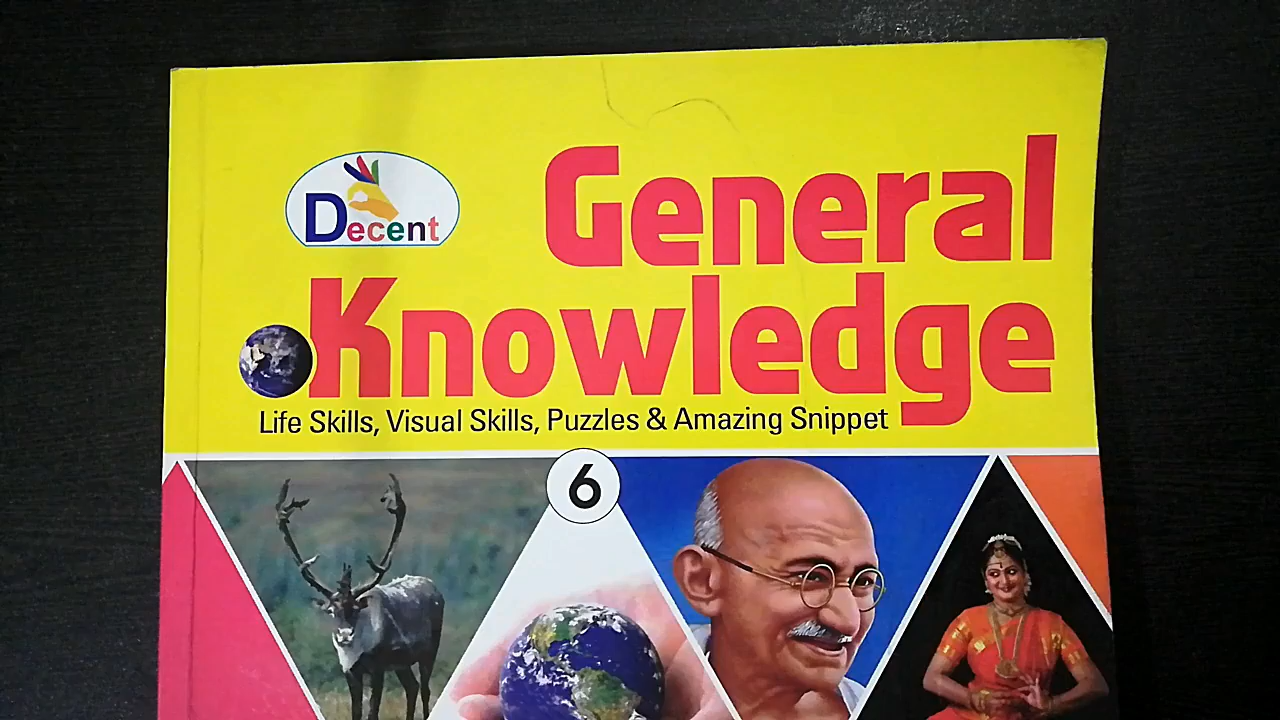 Decent
General
Knowledge
Life Skills, Visual Skills, Puzzles & Amazing Snippet
6